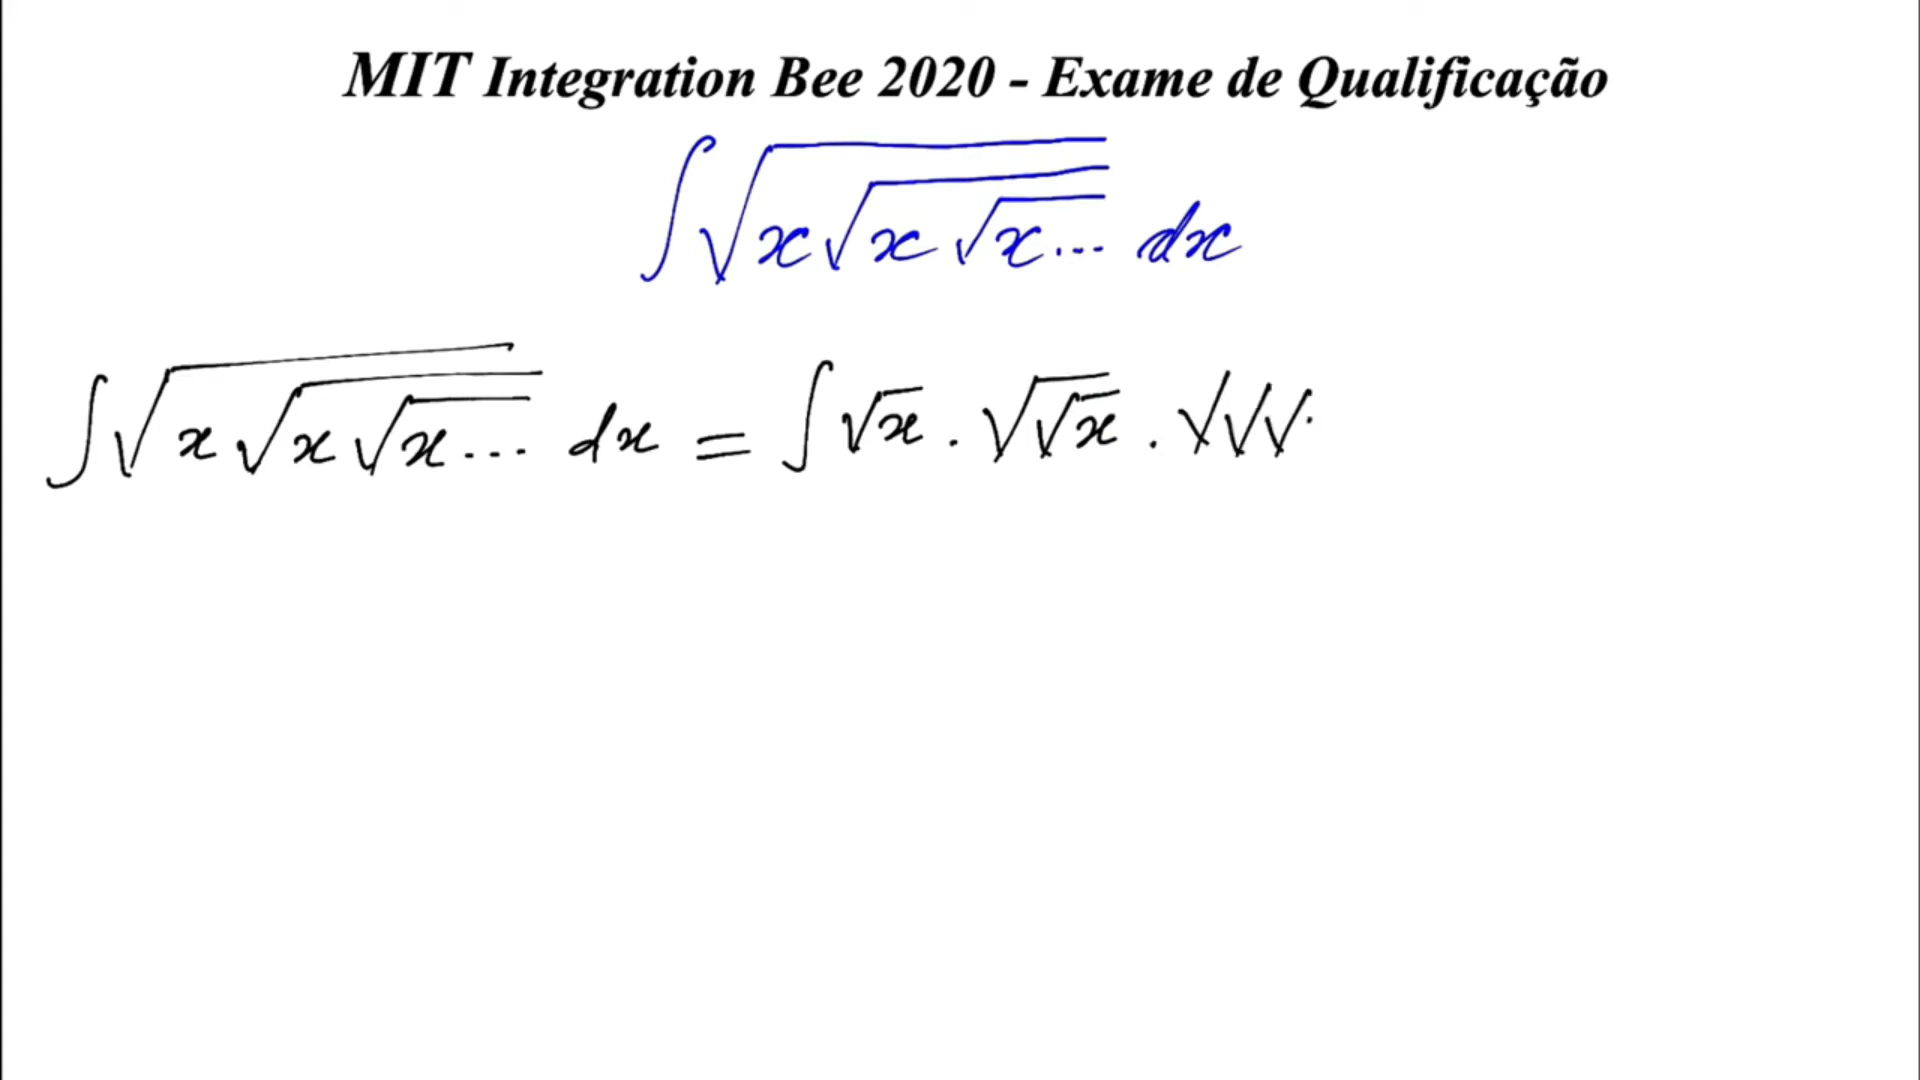 MIT Integration Bee 2020 - Exame de Qualificação
∫√(x√(x√(x...))) dx
∫√(x√(x√(x...))) dx = ∫√x . √√x . √√√